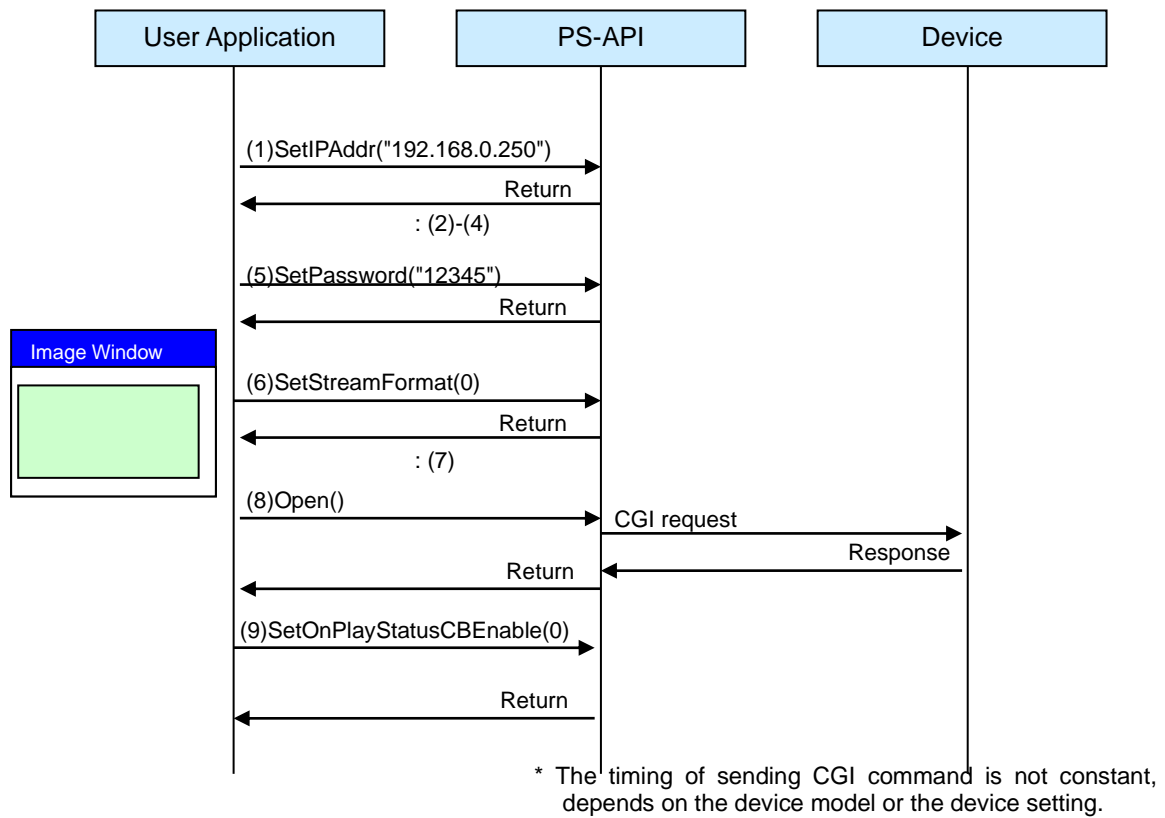 User Application
PS-API
Device
(1)SetIPAddr("192.168.0.250")
Return
: (2)-(4)
(5)SetPassword("12345")
Return
Image Window
(6)SetStreamFormat(0)
Return
: (7)
(8)Open()
CGI request
Response
Return
(9)SetOnPlayStatusCBEnable(0)
Return
* The timing of sending CGI command is not constant,
depends on the device model or the device setting.